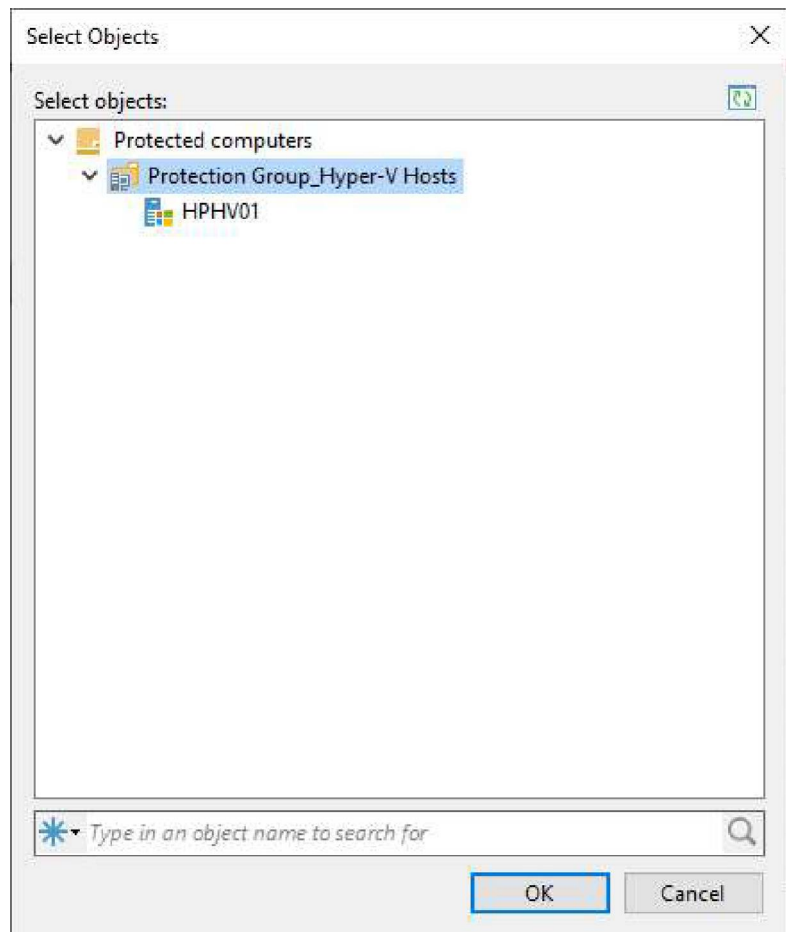 Select Objects
Select objects:
Protected computers
Protection Group_Hyper-V Hosts
HPHV01
Type in an object name to search for
OK Cancel